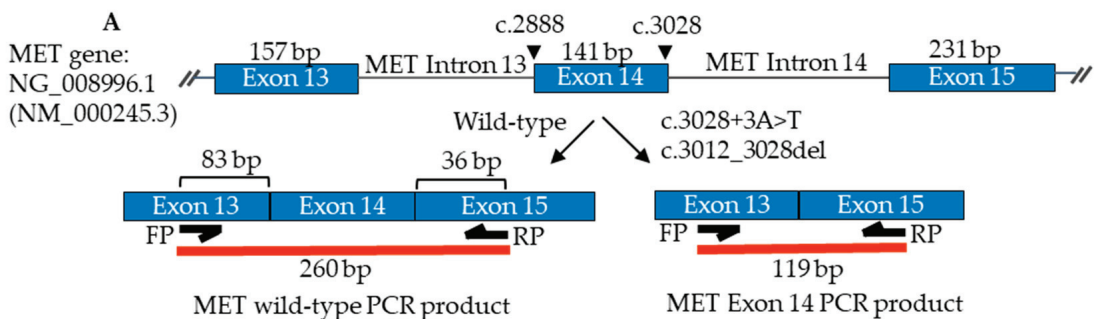 A
c.2888
c.3028
MET gene:
NG_008996.1
(NM_000245.3)
157 bp
MET Intron 13
141 bp
MET Intron 14
231 bp
Exon 13
Exon 14
Exon 15
Wild-type
c.3028+3A>T
c.3012_3028del
83 bp
36 bp
Exon 13
Exon 14
Exon 15
Exon 13
Exon 15
FP
RP
FP
RP
260 bp
119 bp
MET wild-type PCR product
MET Exon 14 PCR product